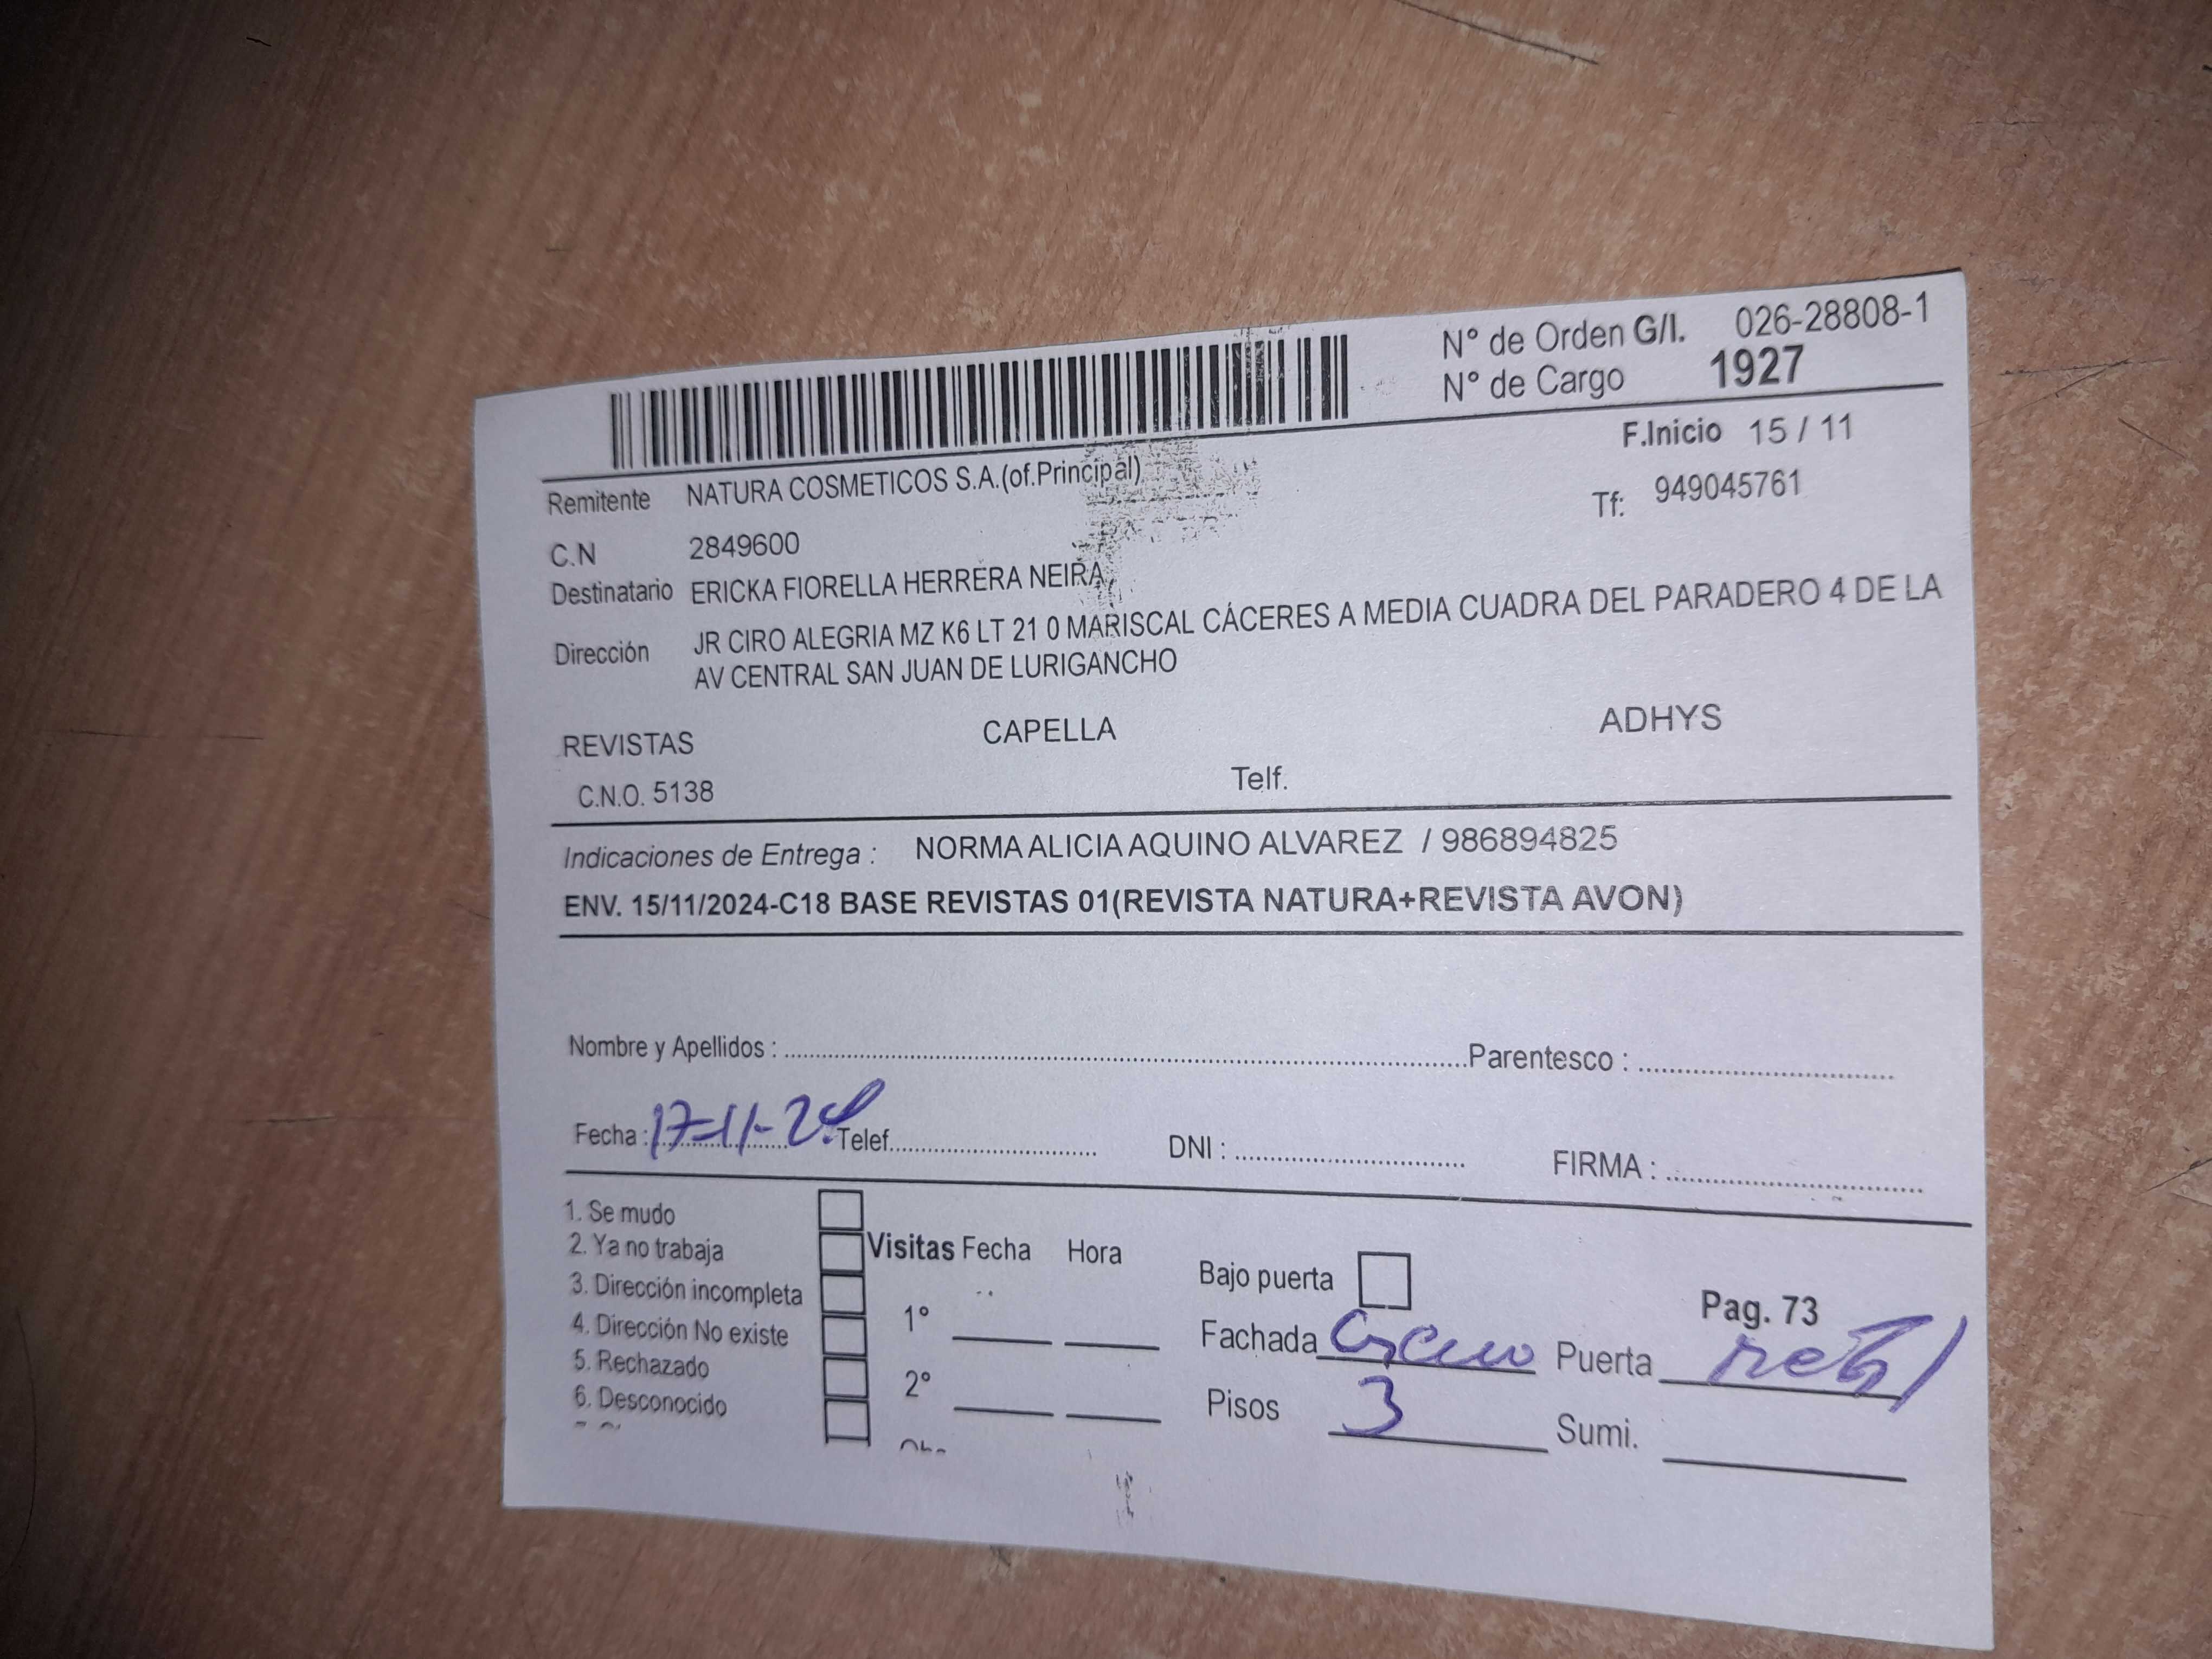 N° de Orden G/I. 026-28808-1
N° de Cargo 1927
F.Inicio 15 / 11
Remitente NATURA COSMETICOS S.A.(of.Principal)
Tf: 949045761
C.N 2849600
Destinatario ERICKA FIORELLA HERRERA NEIRA,
Dirección JR CIRO ALEGRIA MZ K6 LT 21 0 MARISCAL CÁCERES A MEDIA CUADRA DEL PARADERO 4 DE LA
AV CENTRAL SAN JUAN DE LURIGANCHO
REVISTAS CAPELLA ADHYS
C.N.O. 5138 Telf.
Indicaciones de Entrega : NORMA ALICIA AQUINO ALVAREZ / 986894825
ENV. 15/11/2024-C18 BASE REVISTAS 01(REVISTA NATURA+REVISTA AVON)
Nombre y Apellidos : Parentesco :
Fecha : 17-11-24 Telef. DNI : FIRMA :
1. Se mudo
2. Ya no trabaja Visitas Fecha Hora
3. Dirección incompleta Bajo puerta Pag. 73
4. Dirección No existe 1° Fachada Puerta
5. Rechazado
6. Desconocido 2° Pisos 3 Sumi.